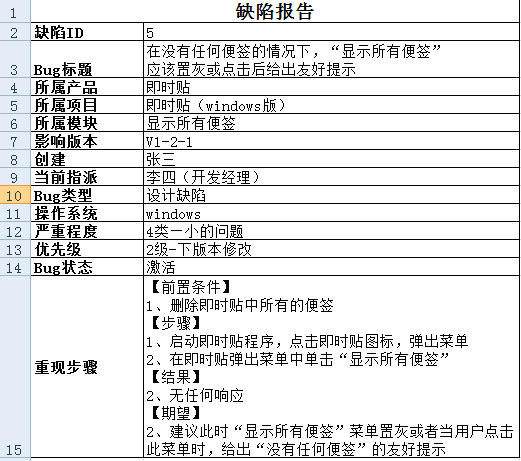 1 缺陷报告
2 缺陷ID 5
在没有任何便签的情况下，“显示所有便签”
3 Bug标题 应该置灰或点击后给出友好提示
4 所属产品 即时贴
5 所属项目 即时贴（windows版）
6 所属模块 显示所有便签
7 影响版本 V1-2-1
8 创建 张三
9 当前指派 李四（开发经理）
10 Bug类型 设计缺陷
11 操作系统 windows
12 严重程度 4类—小的问题
13 优先级 2级-下版本修改
14 Bug状态 激活
【前置条件】
1、删除即时贴中所有的便签
【步骤】
1、启动即时贴程序，点击即时贴图标，弹出菜单
重现步骤 2、在即时贴弹出菜单中单击“显示所有便签”
【结果】
2、无任何响应
【期望】
2、建议此时“显示所有便签”菜单置灰或者当用户点击
15 此菜单时，给出“没有任何便签”的友好提示